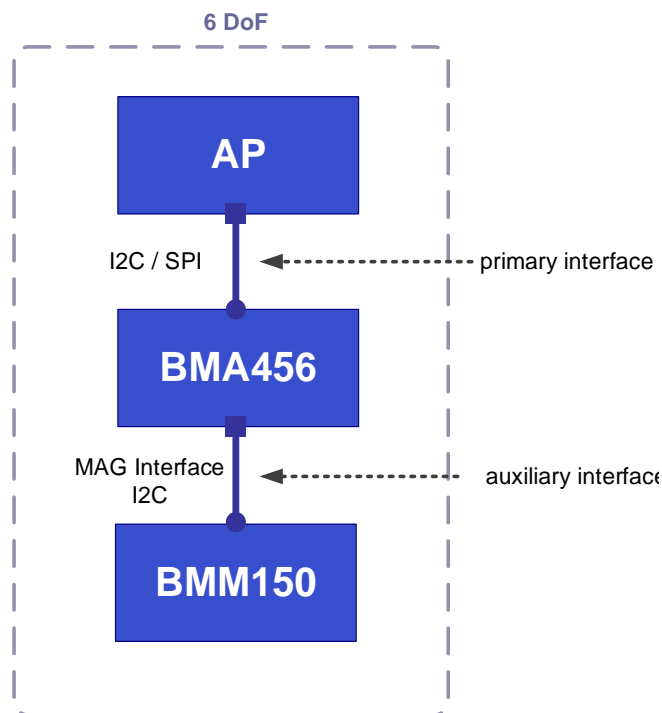 6 DoF
AP
I2C / SPI
primary interface
BMA456
MAG Interface
I2C
auxiliary interface
BMM150